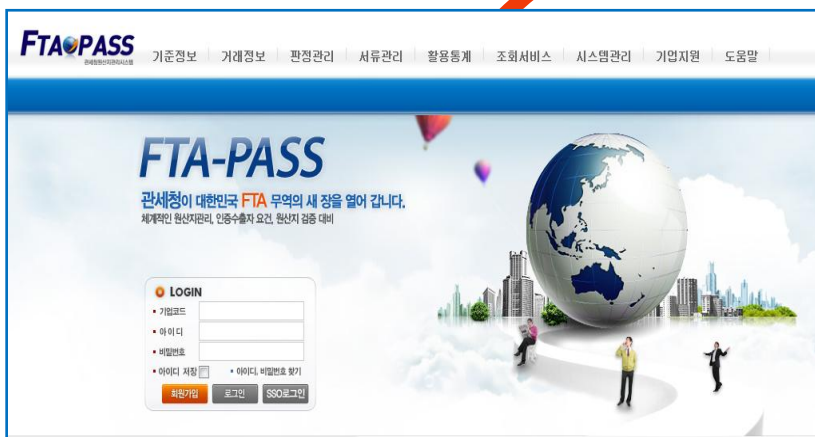 FTA PASS
관세청원산지관리시스템
기준정보 거래정보 판정관리 서류관리 활용통계 조회서비스 시스템관리 기업지원 도움말
FTA-PASS
관세청이 대한민국 FTA 무역의 새 장을 열어 갑니다.
체계적인 원산지관리, 인증수출자 요건, 원산지 검증 대비
LOGIN
기업코드
아이디
비밀번호
아이디 저장 아이디, 비밀번호 찾기
회원가입 로그인 SSO로그인